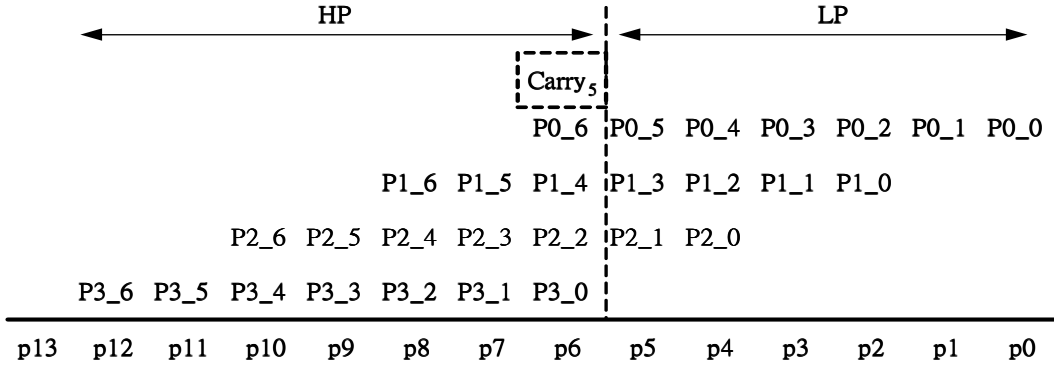 HP LP
Carry5
P0_6 P0_5 P0_4 P0_3 P0_2 P0_1 P0_0
P1_6 P1_5 P1_4 P1_3 P1_2 P1_1 P1_0
P2_6 P2_5 P2_4 P2_3 P2_2 P2_1 P2_0
P3_6 P3_5 P3_4 P3_3 P3_2 P3_1 P3_0
p13 p12 p11 p10 p9 p8 p7 p6 p5 p4 p3 p2 p1 p0